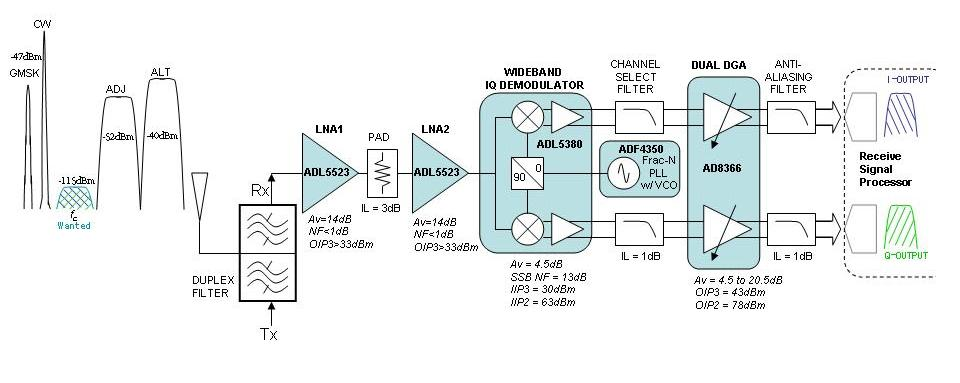 CW
-47dBm
GMSK
-115dBm
fc
Wanted
ADJ
-52dBm
ALT
-40dBm
DUPLEX
FILTER
Rx
Tx
LNA1
ADL5523
Av=14dB
NF<1dB
OIP3>33dBm
PAD
IL = 3dB
LNA2
ADL5523
Av=14dB
NF<1dB
OIP3>33dBm
WIDEBAND
IQ DEMODULATOR
ADL5380
0
90
Av = 4.5dB
SSB NF = 13dB
IIP3 = 30dBm
IIP2 = 63dBm
CHANNEL
SELECT
FILTER
ADF4350
Frac-N
PLL
w/VCO
IL = 1dB
DUAL DGA
AD8366
Av = 4.5 to 20.5dB
OIP3 = 43dBm
OIP2 = 78dBm
ANTI-
ALIASING
FILTER
IL = 1dB
I-OUTPUT
Receive
Signal
Processor
Q-OUTPUT